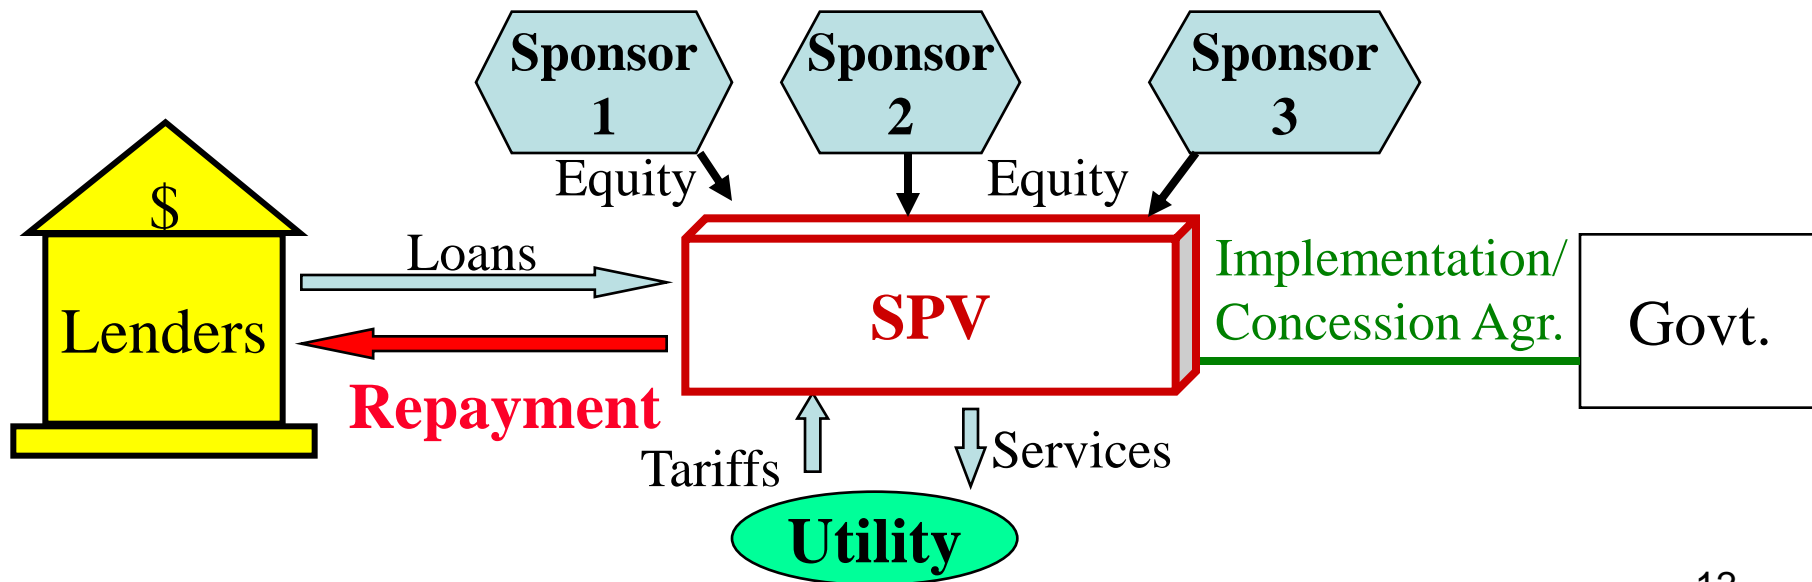 Sponsor
1
Sponsor
2
Sponsor
3
Equity
Equity
$
Lenders
Loans
Repayment
SPV
Implementation/
Concession Agr.
Govt.
Tariffs
Services
Utility